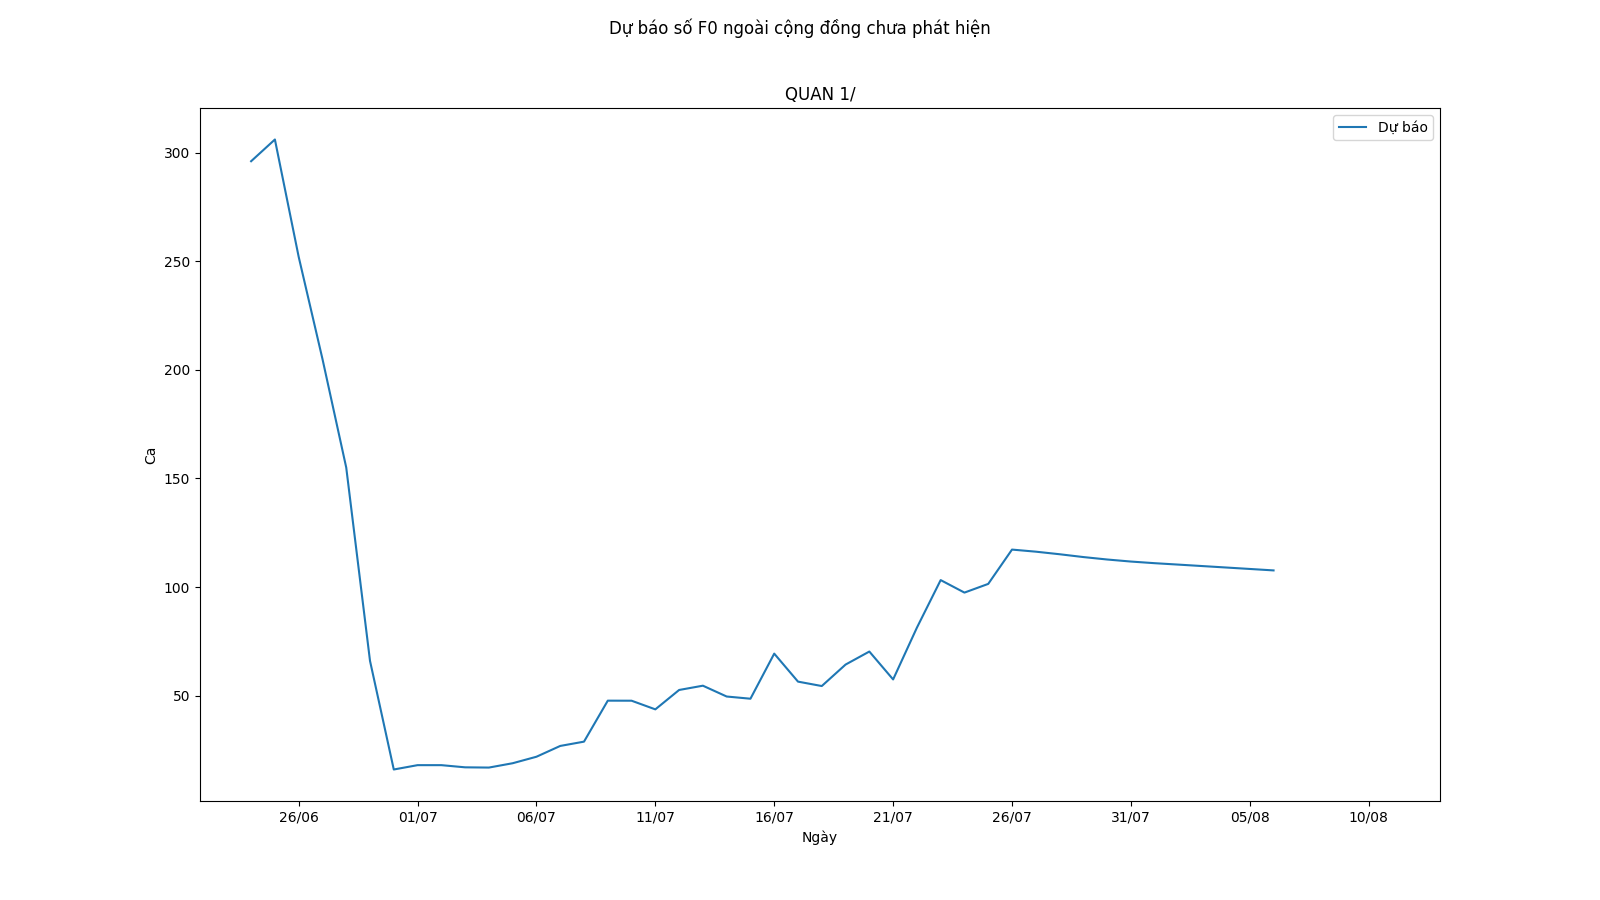 Dự báo số F0 ngoài cộng đồng chưa phát hiện
QUAN 1/
Dự báo
300
250
200
150
100
50
Ca
26/06 01/07 06/07 11/07 16/07 21/07 26/07 31/07 05/08 10/08
Ngày